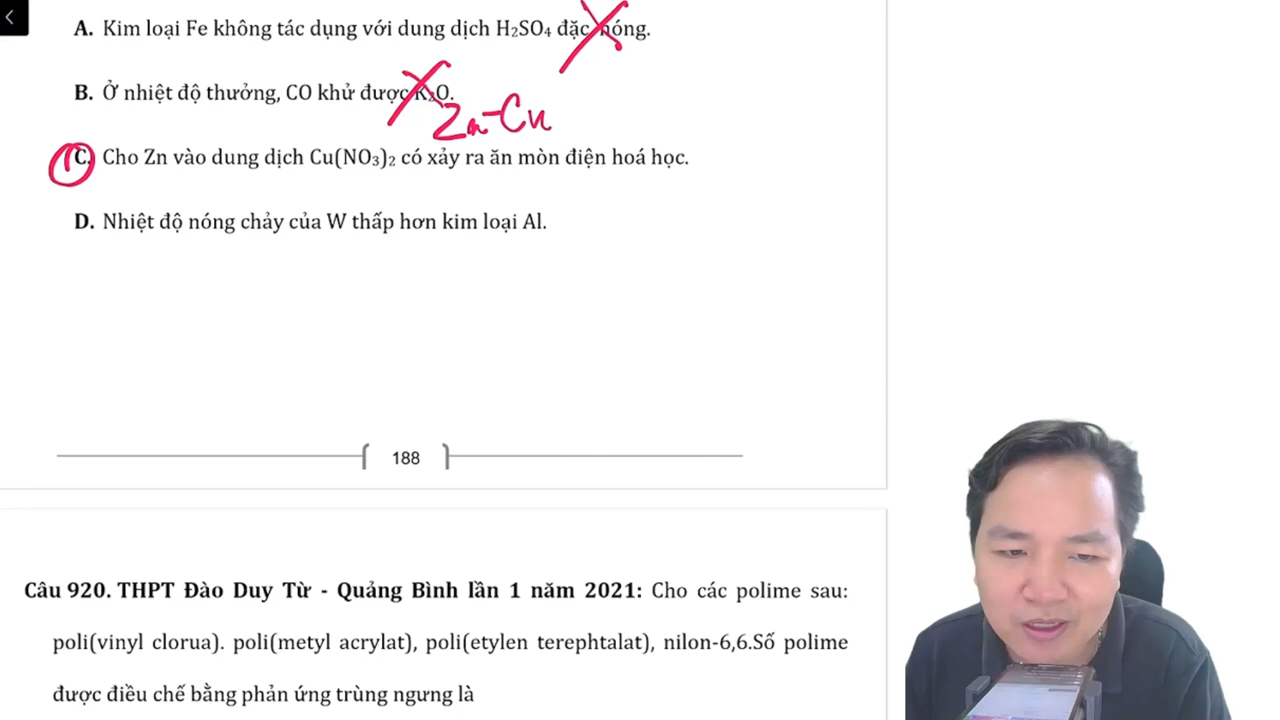 A. Kim loại Fe không tác dụng với dung dịch H₂SO₄ đặc nóng.
B. Ở nhiệt độ thưởng, CO khử được K₂O.
Zn-Cu
C. Cho Zn vào dung dịch Cu(NO₃)₂ có xảy ra ăn mòn điện hoá học.
D. Nhiệt độ nóng chảy của W thấp hơn kim loại Al.
188
Câu 920. THPT Đào Duy Từ - Quảng Bình lần 1 năm 2021: Cho các polime sau:
poli(vinyl clorua). poli(metyl acrylat), poli(etylen terephtalat), nilon-6,6.Số polime
được điều chế bằng phản ứng trùng ngưng là